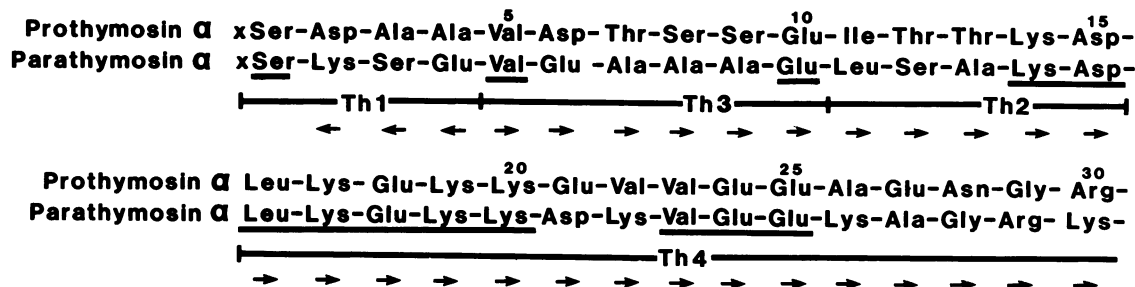 5 10 15
Prothymosin α xSer-Asp-Ala-Ala-Val-Asp-Thr-Ser-Ser-Glu-Ile-Thr-Thr-Lys-Asp-
Parathymosin α xSer-Lys-Ser-Glu-Val-Glu-Ala-Ala-Ala-Glu-Leu-Ser-Ala-Lys-Asp-
Th1 Th3 Th2
20 25 30
Prothymosin α Leu-Lys-Glu-Lys-Lys-Glu-Val-Val-Glu-Glu-Ala-Glu-Asn-Gly-Arg-
Parathymosin α Leu-Lys-Glu-Lys-Lys-Asp-Lys-Val-Glu-Glu-Lys-Ala-Gly-Arg-Lys-
Th4